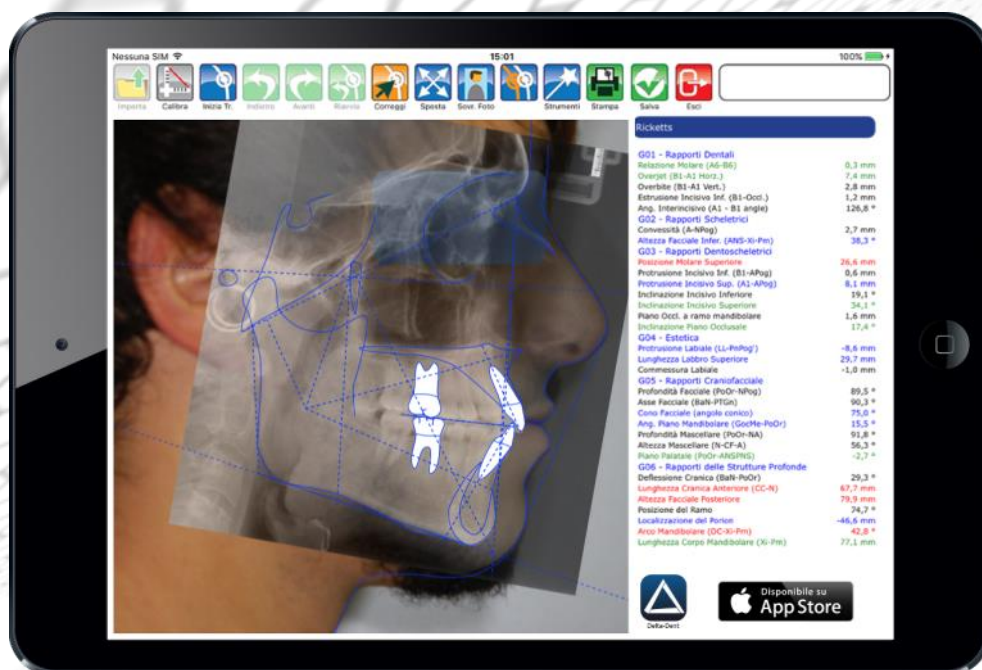 Nessuna SIM 15:01 100%
Importa Calibra Inizia Tr. Indietro Avanti Riavvia Correggi Sposta Sovr. Foto Strumenti Stampa Salva Esci
Ricketts
G01 - Rapporti Dentali
Relazione Molare (A6-B6) 0,3 mm
Overjet (B1-A1 Horz.) 7,4 mm
Overbite (B1-A1 Vert.) 2,8 mm
Estrusione Incisivo Inf. (B1-Occl.) 1,2 mm
Ang. Interincisivo (A1 - B1 angle) 126,8 °
G02 - Rapporti Scheletrici
Convessità (A-NPog) 2,7 mm
Altezza Facciale Infer. (ANS-Xi-Pm) 38,3 °
G03 - Rapporti Dentoscheletrici
Posizione Molare Superiore 26,6 mm
Protrusione Incisivo Inf. (B1-APog) 0,6 mm
Protrusione Incisivo Sup. (A1-APog) 8,1 mm
Inclinazione Incisivo Inferiore 19,1 °
Inclinazione Incisivo Superiore 34,1 °
Piano Occl. a ramo mandibolare 1,6 mm
Inclinazione Piano Occlusale 17,4 °
G04 - Estetica
Protrusione Labiale (LL-PnPog') -8,6 mm
Lunghezza Labbro Superiore 29,7 mm
Commessura Labiale -1,0 mm
G05 - Rapporti Craniofacciale
Profondità Facciale (PoOr-NPog) 89,5 °
Asse Facciale (BaN-PTGn) 90,3 °
Cono Facciale (angolo conico) 75,0 °
Ang. Piano Mandibolare (GocMe-PoOr) 15,5 °
Profondità Mascellare (PoOr-NA) 91,8 °
Altezza Mascellare (N-CF-A) 56,3 °
Piano Palatale (PoOr-ANSPNS) -2,7 °
G06 - Rapporti delle Strutture Profonde
Deflessione Cranica (BaN-PoOr) 29,3 °
Lunghezza Cranica Anteriore (CC-N) 67,7 mm
Altezza Facciale Posteriore 79,9 mm
Posizione del Ramo 74,7 °
Localizzazione del Porion -46,6 mm
Arco Mandibolare (DC-Xi-Pm) 42,8 °
Lunghezza Corpo Mandibolare (Xi-Pm) 77,1 mm
Delta-Dent
Disponibile su
App Store